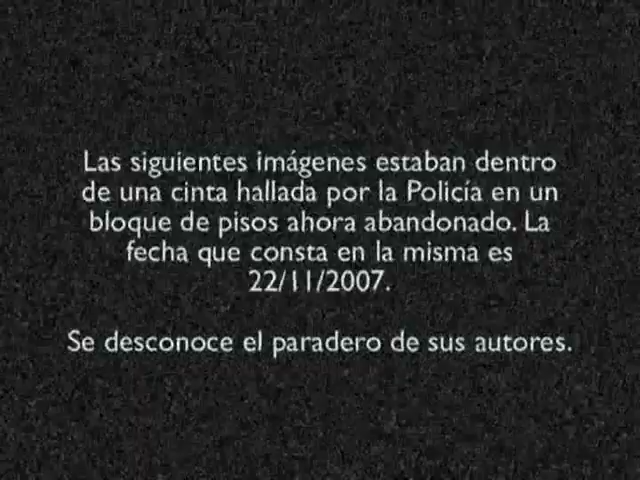 Las siguientes imágenes estaban dentro
de una cinta hallada por la Policía en un
bloque de pisos ahora abandonado. La
fecha que consta en la misma es
22/11/2007.
Se desconoce el paradero de sus autores.